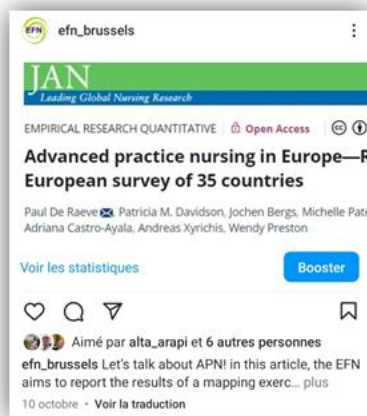 EFN efn_brussels
JAN
Leading Global Nursing Research
EMPIRICAL RESEARCH QUANTITATIVE Open Access
Advanced practice nursing in Europe—R
European survey of 35 countries
Paul De Raeve, Patricia M. Davidson, Jochen Bergs, Michelle Pat
Adriana Castro-Ayala, Andreas Xyrichis, Wendy Preston
Voir les statistiques
Booster
Aimé par alta_arapi et 6 autres personnes
efn_brussels Let's talk about APN! in this article, the EFN
aims to report the results of a mapping exerc... plus
10 octobre • Voir la traduction